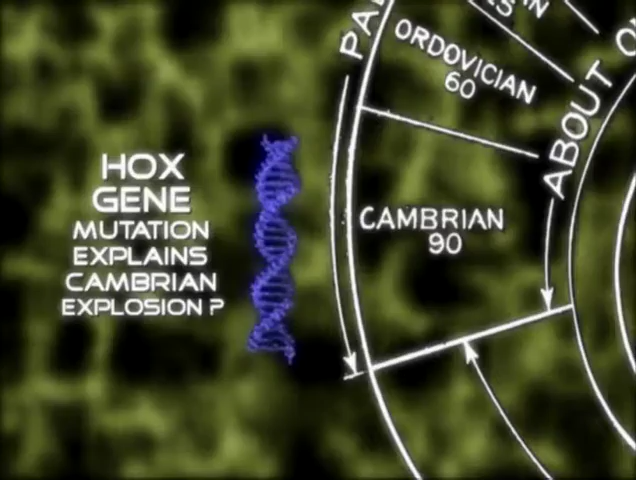 HOX
GENE
MUTATION
EXPLAINS
CAMBRIAN
EXPLOSION ?
ORDOVICIAN
60
CAMBRIAN
90
ABOUT